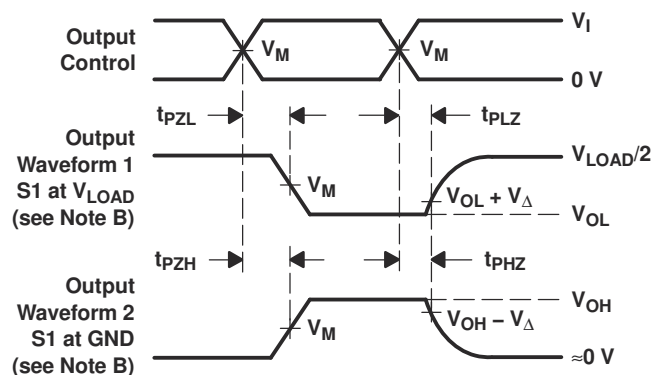 Output
Control
V_M
V_M
V_I
0 V
t_PZL
t_PLZ
Output
Waveform 1
S1 at V_LOAD
(see Note B)
V_M
V_LOAD/2
V_OL + V_Δ
V_OL
t_PZH
t_PHZ
Output
Waveform 2
S1 at GND
(see Note B)
V_M
V_OH
V_OH − V_Δ
≈0 V